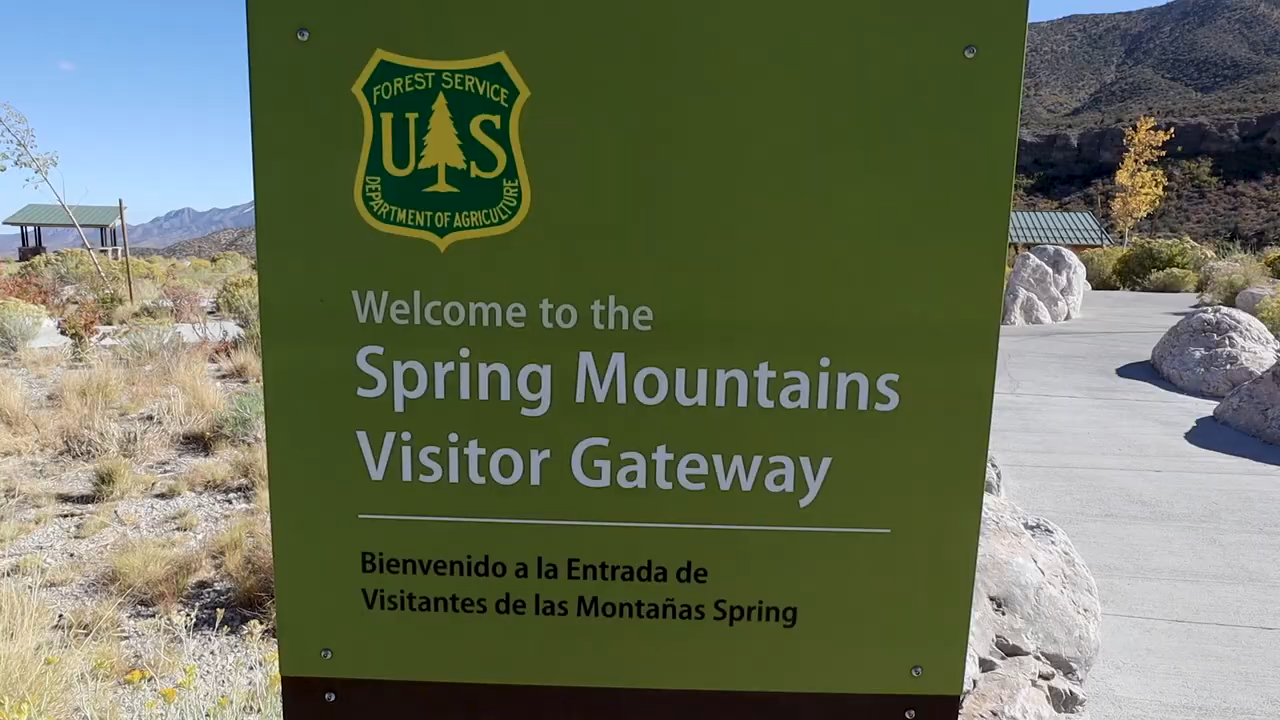 FOREST SERVICE
US
DEPARTMENT OF AGRICULTURE
Welcome to the
Spring Mountains
Visitor Gateway
Bienvenido a la Entrada de
Visitantes de las Montañas Spring